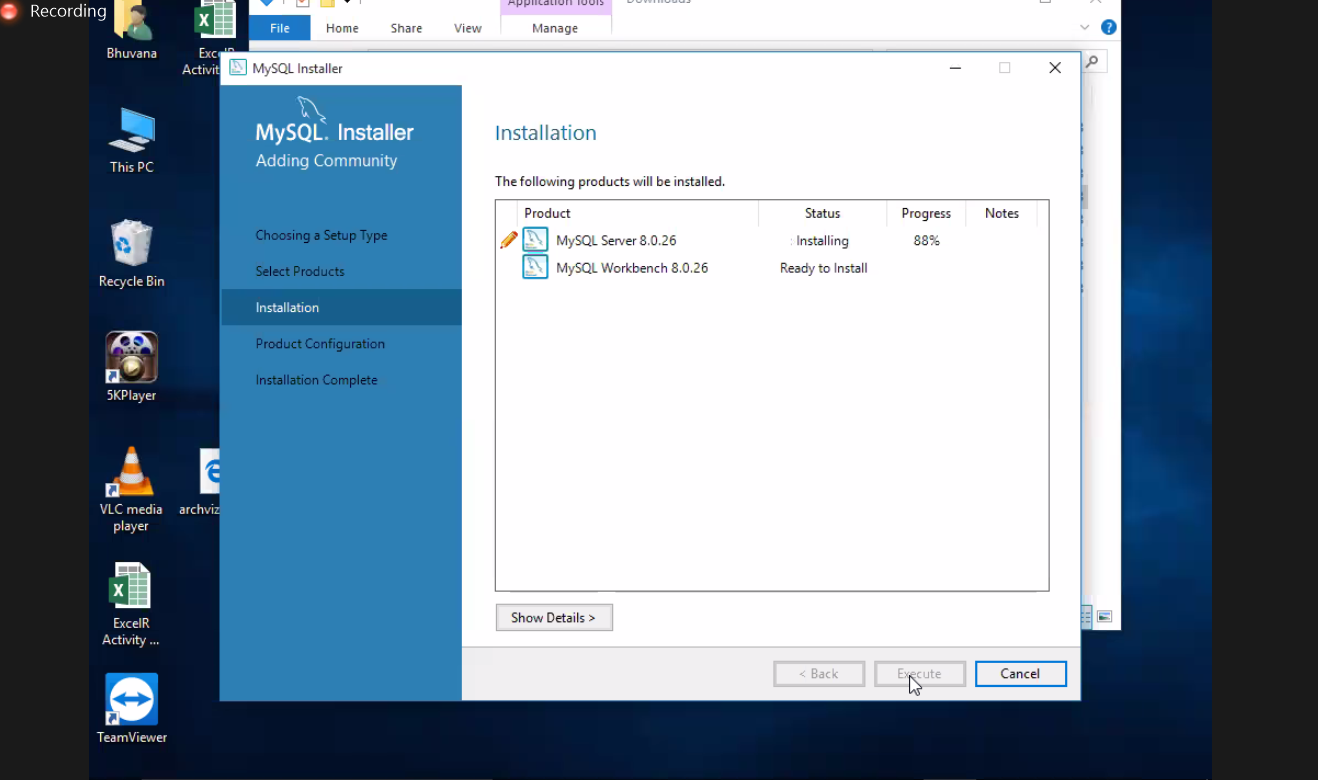 Recording
Application Tools
Downloads
File
Home
Share
View
Manage
Bhuvana
ExcelR
Activit
This PC
Recycle Bin
5KPlayer
VLC media
player
archviz
ExcelR
Activity ...
TeamViewer
MySQL Installer
MySQL. Installer
Adding Community
Choosing a Setup Type
Select Products
Installation
Product Configuration
Installation Complete
Installation
The following products will be installed.
Product Status Progress Notes
MySQL Server 8.0.26 : Installing 88%
MySQL Workbench 8.0.26 Ready to Install
Show Details >
< Back
Execute
Cancel